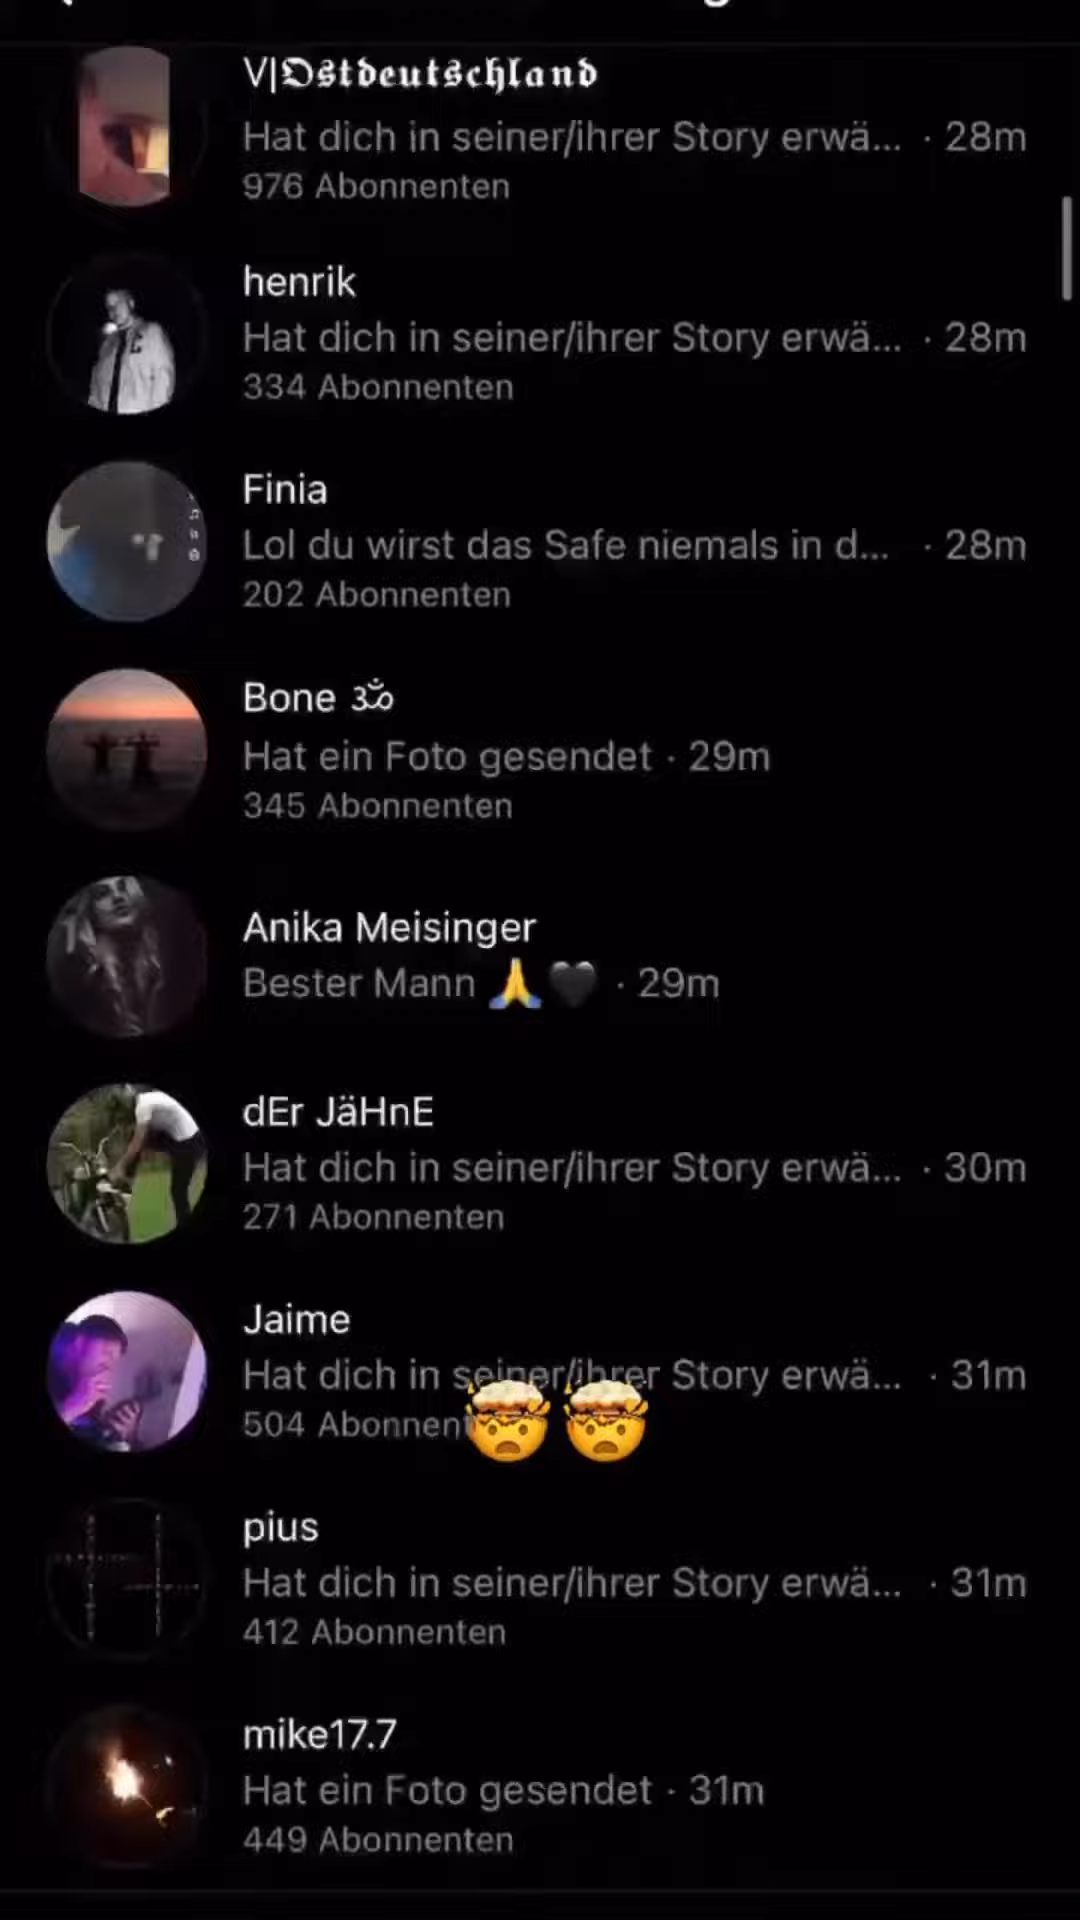 V|𝕺𝖘𝖙𝖉𝖊𝖚𝖙𝖘𝖈𝖍𝖑𝖆𝖓𝖉
Hat dich in seiner/ihrer Story erwä... · 28m
976 Abonnenten
henrik
Hat dich in seiner/ihrer Story erwä... · 28m
334 Abonnenten
Finia
Lol du wirst das Safe niemals in d... · 28m
202 Abonnenten
Bone ॐ
Hat ein Foto gesendet · 29m
345 Abonnenten
Anika Meisinger
Bester Mann 🙏🖤 · 29m
dEr JäHnE
Hat dich in seiner/ihrer Story erwä... · 30m
271 Abonnenten
Jaime
Hat dich in seiner/ihrer Story erwä... · 31m
504 Abonnent🤯🤯
pius
Hat dich in seiner/ihrer Story erwä... · 31m
412 Abonnenten
mike17.7
Hat ein Foto gesendet · 31m
449 Abonnenten